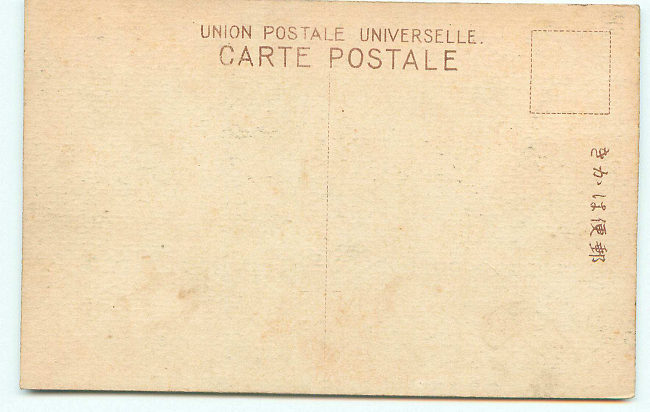 UNION POSTALE UNIVERSELLE.
CARTE POSTALE
郵便はかき